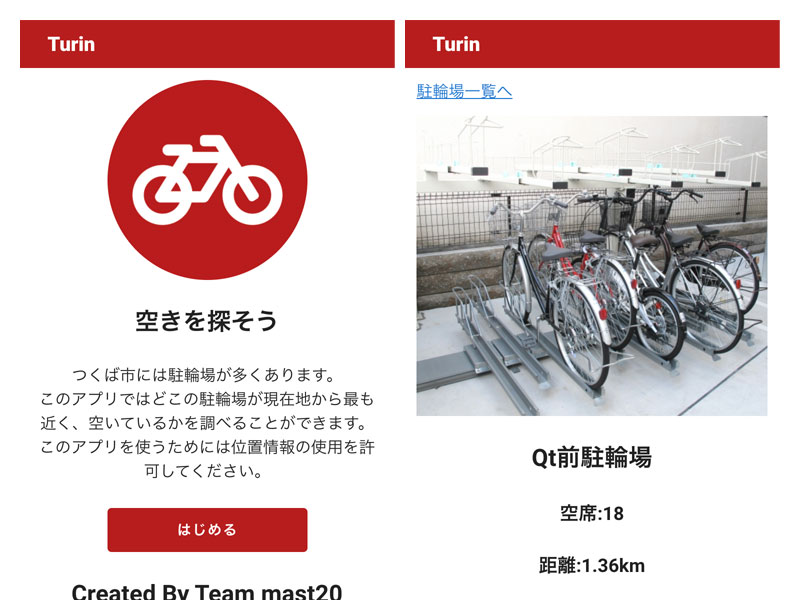 Turin
空きを探そう
つくば市には駐輪場が多くあります。
このアプリではどこの駐輪場が現在地から最も
近く、空いているかを調べることができます。
このアプリを使うためには位置情報の使用を許
可してください。
はじめる
Created By Team mast20
Turin
駐輪場一覧へ
Qt前駐輪場
空席:18
距離:1.36km